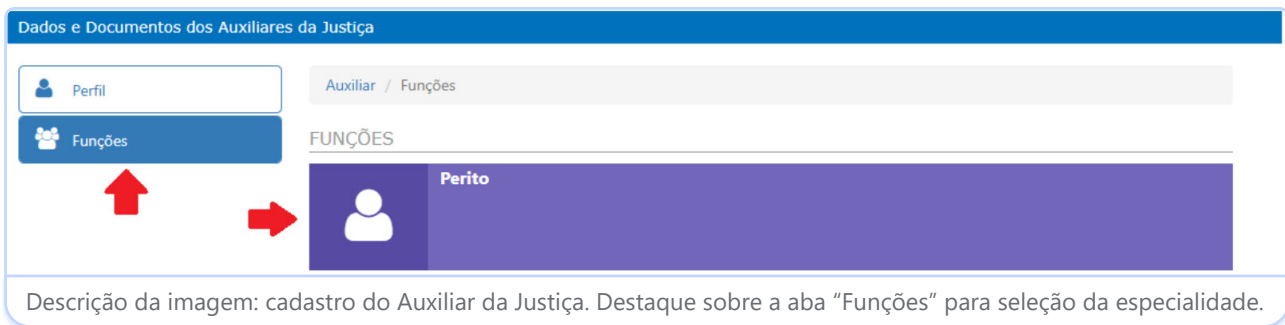 Dados e Documentos dos Auxiliares da Justiça
Perfil
Funções
Auxiliar / Funções
FUNÇÕES
Perito
Descrição da imagem: cadastro do Auxiliar da Justiça. Destaque sobre a aba “Funções” para seleção da especialidade.